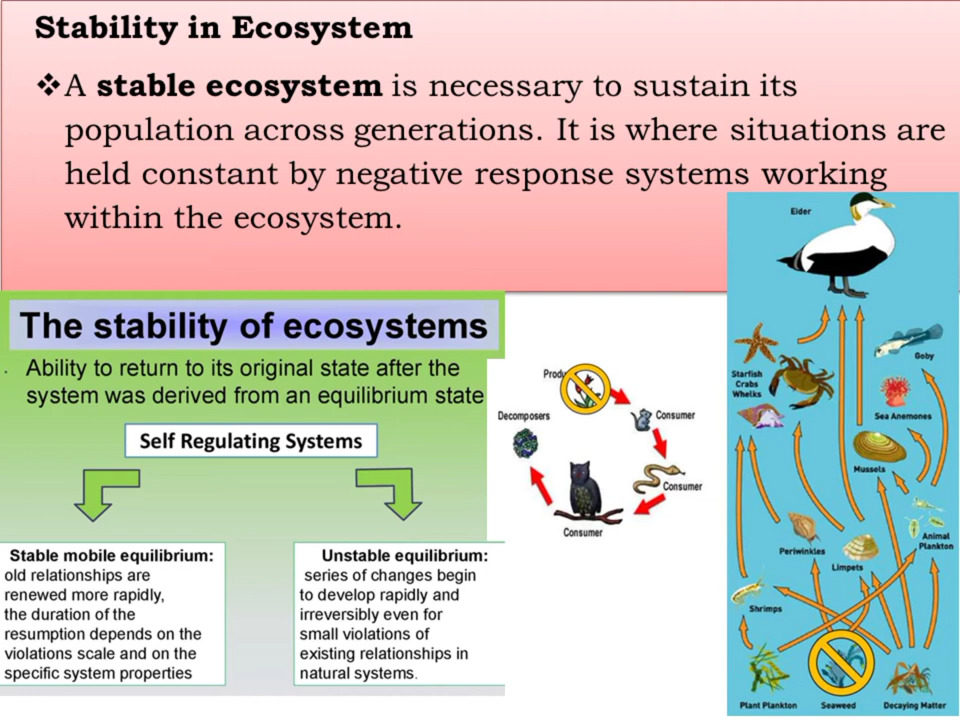 Stability in Ecosystem
❖A stable ecosystem is necessary to sustain its
population across generations. It is where situations are
held constant by negative response systems working
within the ecosystem.
The stability of ecosystems
· Ability to return to its original state after the
system was derived from an equilibrium state
Self Regulating Systems
Stable mobile equilibrium:
old relationships are
renewed more rapidly,
the duration of the
resumption depends on the
violations scale and on the
specific system properties
Unstable equilibrium:
series of changes begin
to develop rapidly and
irreversibly even for
small violations of
existing relationships in
natural systems.
Decomposers
Consumer
Consumer
Consumer
Eider
Goby
Starfish
Crabs
Whelks
Sea Anemones
Mussels
Animal
Plankton
Periwinkles
Limpets
Shrimps
Plant Plankton
Seaweed
Decaying Matter